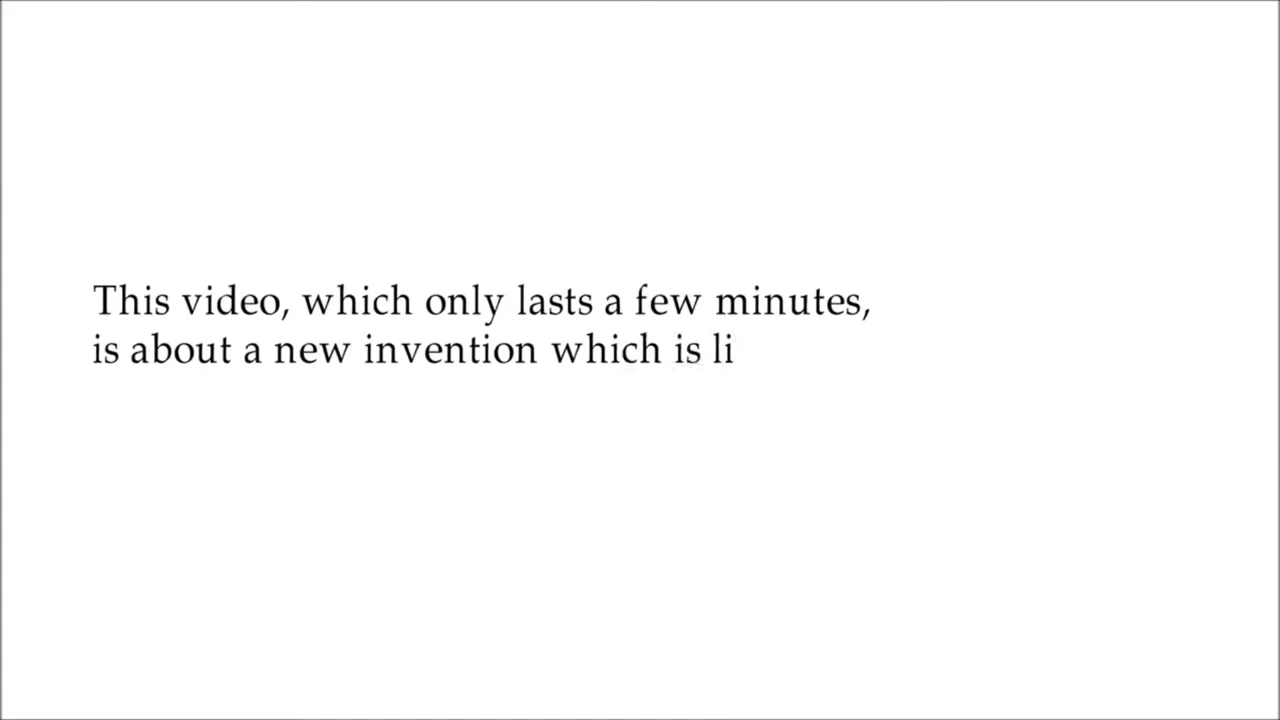 This video, which only lasts a few minutes,
is about a new invention which is li